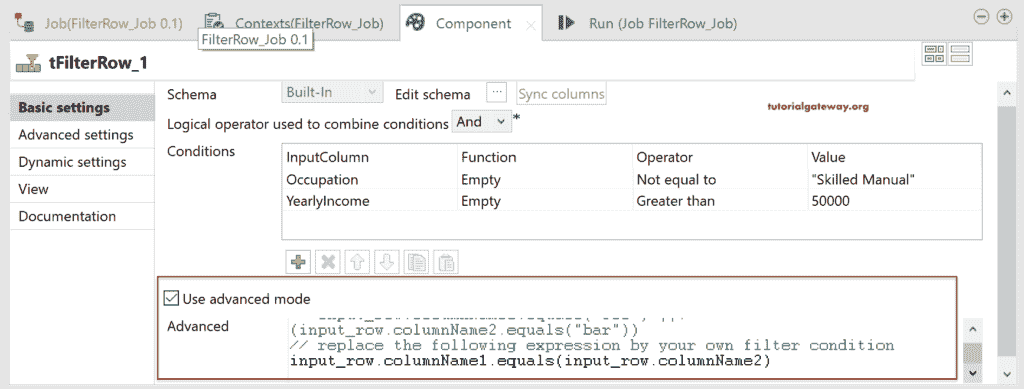 Job(FilterRow_Job 0.1) Contexts(FilterRow_Job) Component Run (Job FilterRow_Job)
FilterRow_Job 0.1
tFilterRow_1
Basic settings
Advanced settings
Dynamic settings
View
Documentation
Schema Built-In Edit schema ... Sync columns
tutorialgateway.org
Logical operator used to combine conditions And *
Conditions
InputColumn Function Operator Value
Occupation Empty Not equal to "Skilled Manual"
YearlyIncome Empty Greater than 50000
Use advanced mode
Advanced
(input_row.columnName2.equals("bar"))
// replace the following expression by your own filter condition
input_row.columnName1.equals(input_row.columnName2)